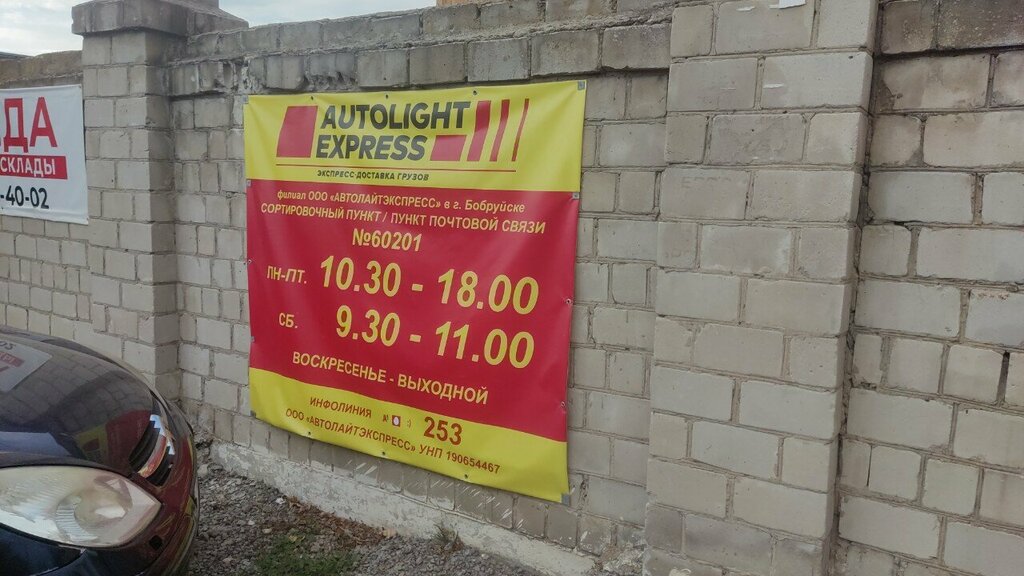 ДА
СКЛАДЫ
-40-02
AUTOLIGHT
EXPRESS
ЭКСПРЕСС-ДОСТАВКА ГРУЗОВ
филиал ООО «АВТОЛАЙТЭКСПРЕСС» в г. Бобруйске
СОРТИРОВОЧНЫЙ ПУНКТ / ПУНКТ ПОЧТОВОЙ СВЯЗИ
№60201
ПН-ПТ. 10.30 - 18.00
СБ. 9.30 - 11.00
ВОСКРЕСЕНЬЕ - ВЫХОДНОЙ
ИНФОЛИНИЯ 253
ООО «АВТОЛАЙТЭКСПРЕСС» УНП 190654467